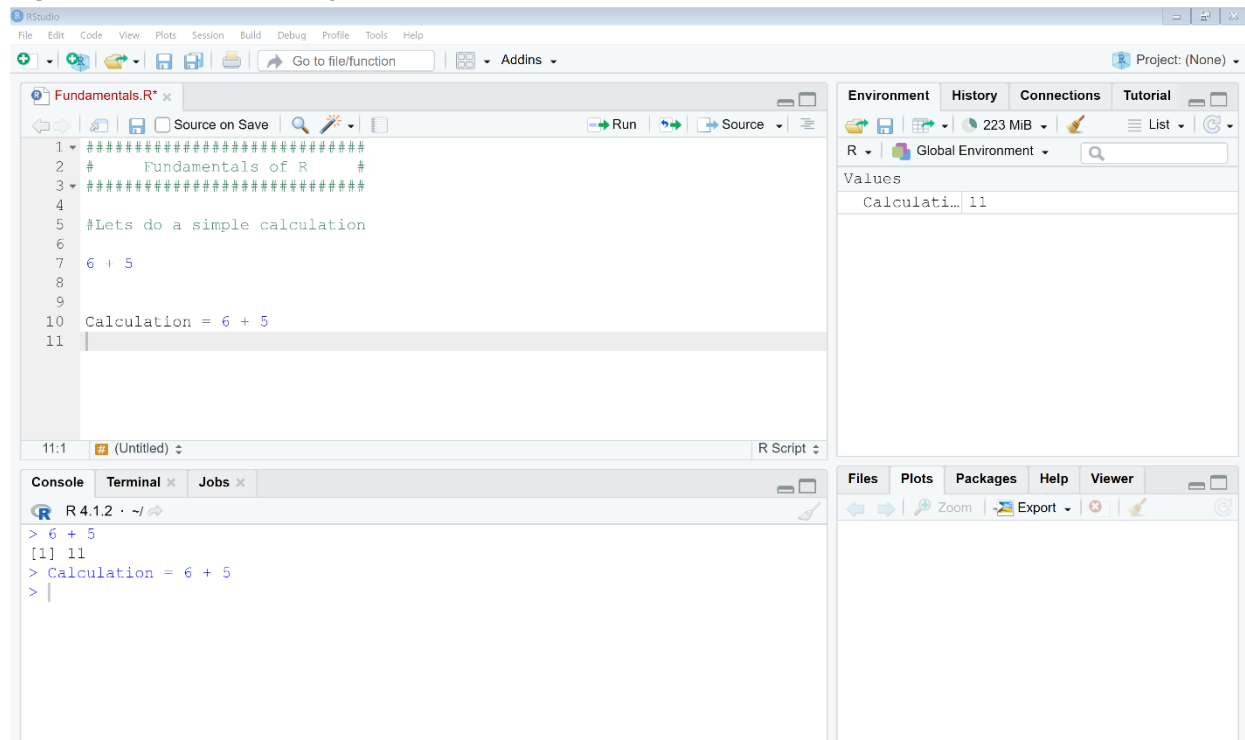 RStudio
File Edit Code View Plots Session Build Debug Profile Tools Help
Go to file/function Addins Project: (None)
Fundamentals.R*
Source on Save Run Source
1 #############################
2 # Fundamentals of R #
3 #############################
4
5 #Lets do a simple calculation
6
7 6 + 5
8
9
10 Calculation = 6 + 5
11
11:1 # (Untitled) R Script
Console Terminal Jobs
R R 4.1.2 · ~/
> 6 + 5
[1] 11
> Calculation = 6 + 5
>
Environment History Connections Tutorial
223 MiB List
R Global Environment
Values
Calculati… 11
Files Plots Packages Help Viewer
Zoom Export